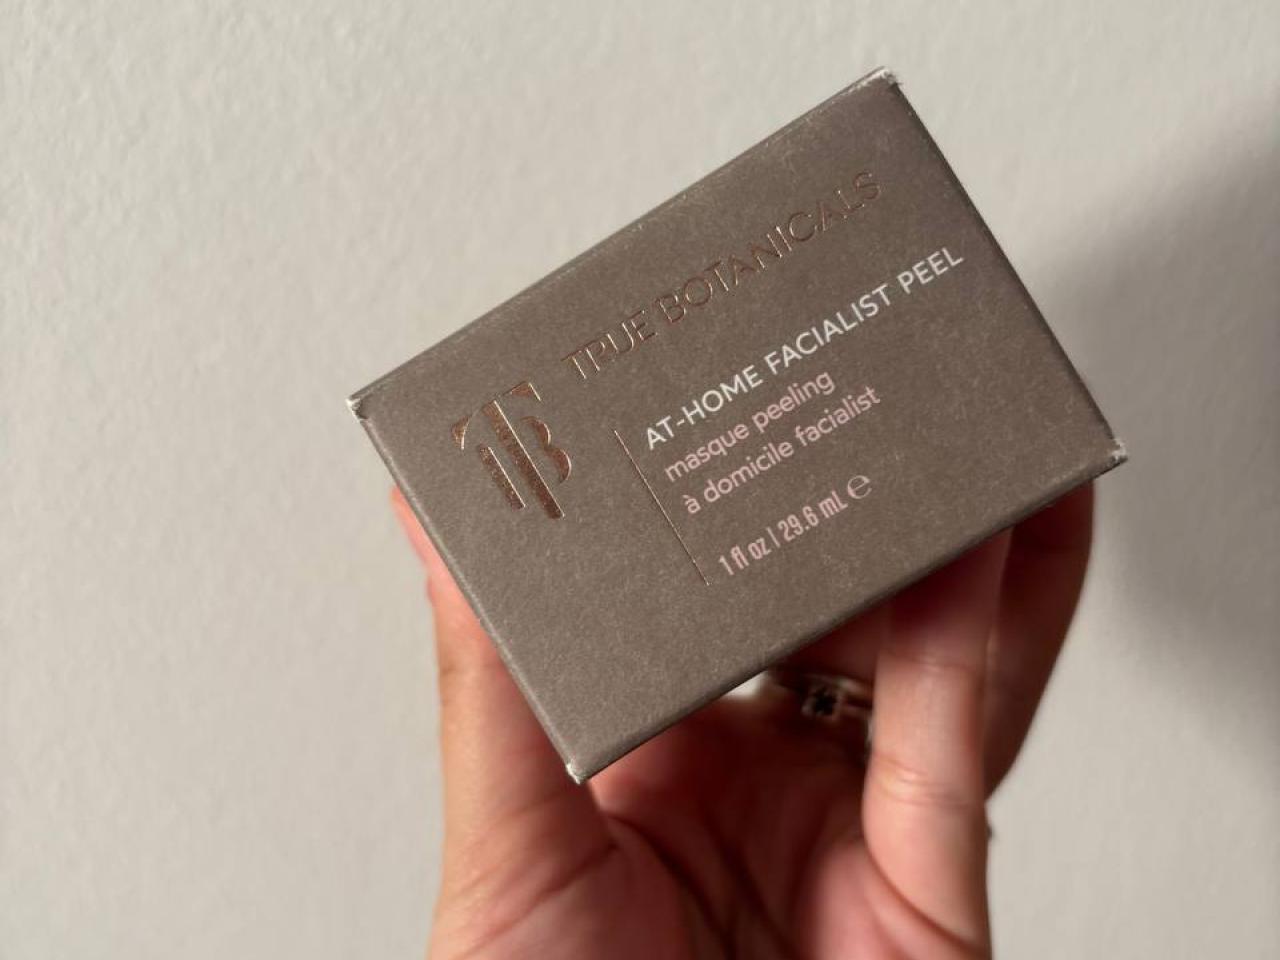 TRUE BOTANICALS
TB
AT-HOME FACIALIST PEEL
masque peeling
à domicile facialist
1 fl oz | 29.6 mL ℮